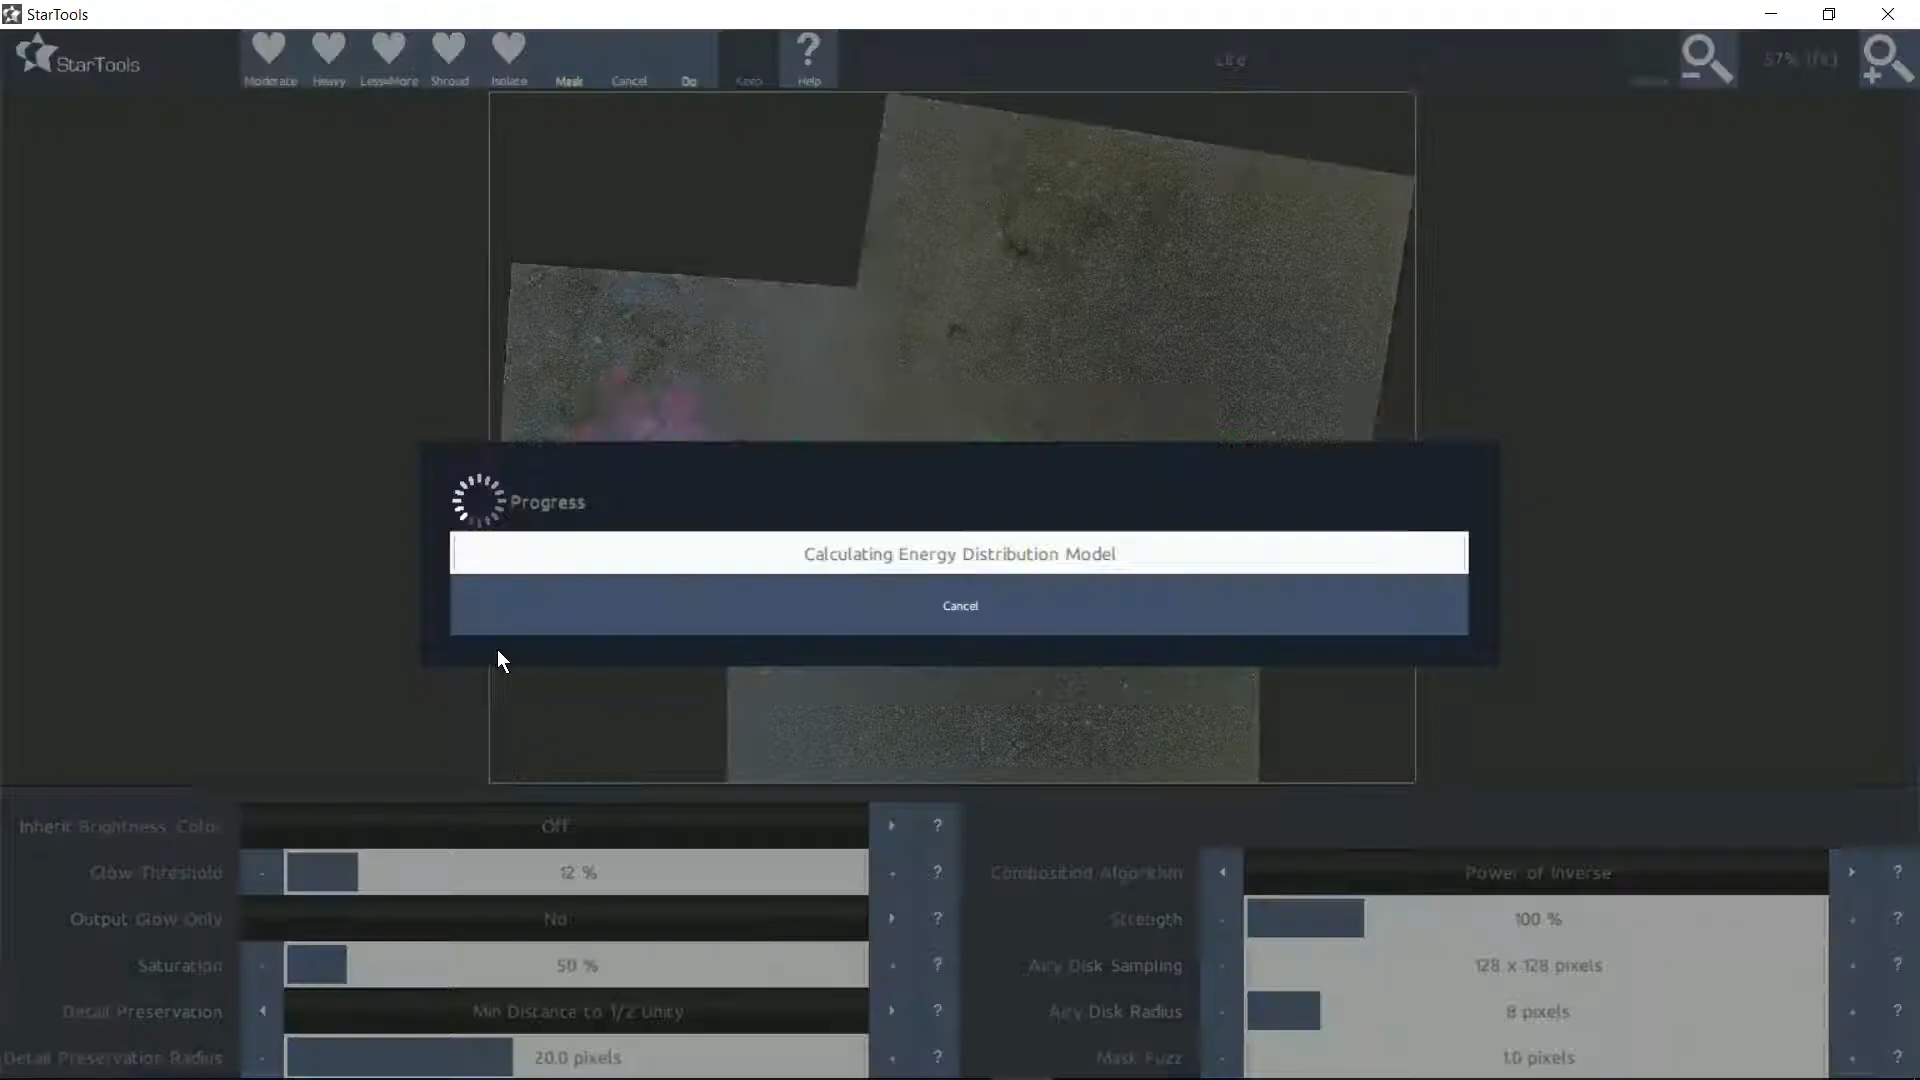 StarTools
StarTools
Moderate Heavy Less=More Shroud Isolate Mask Cancel Do Keep Help
57% (fit)
Progress
Calculating Energy Distribution Model
Cancel
Inherit Brightness, Color Off ?
Glow Threshold - 12 % + ?
Composition Algorithm Power of Inverse ?
Output Glow Only No ?
Strength - 100 % + ?
Saturation - 50 % + ?
Airy Disk Sampling - 128 x 128 pixels + ?
Detail Preservation Min Distance to 1/2 Unity ?
Airy Disk Radius - 8 pixels + ?
Detail Preservation Radius - 20.0 pixels + ?
Mask Fuzz - 1.0 pixels + ?